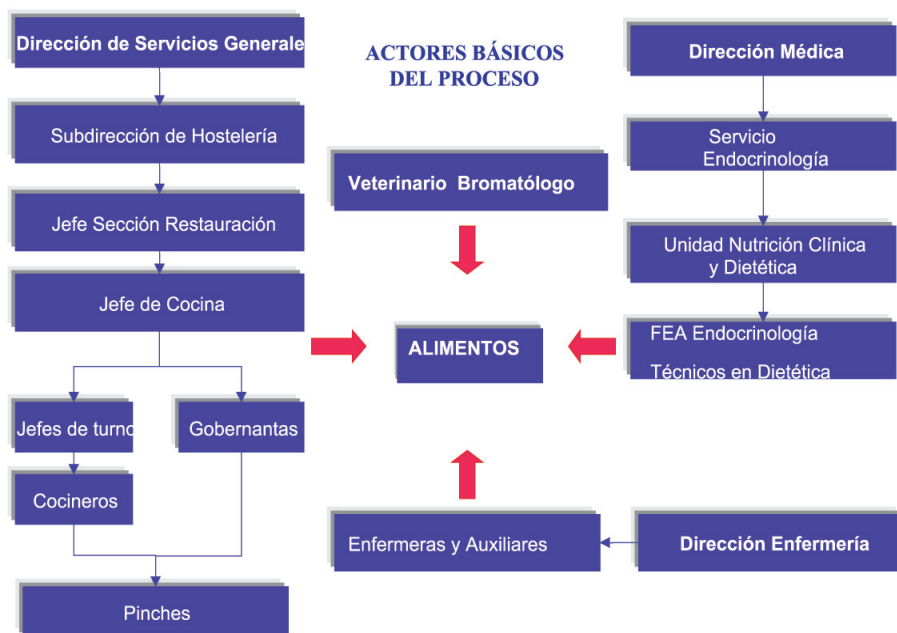 Dirección de Servicios Generale
Subdirección de Hostelería
Jefe Sección Restauración
Jefe de Cocina
Jefes de turno
Gobernantas
Cocineros
Pinches
ACTORES BÁSICOS
DEL PROCESO
Veterinario Bromatólogo
ALIMENTOS
Enfermeras y Auxiliares
Dirección Enfermería
Dirección Médica
Servicio
Endocrinología
Unidad Nutrición Clínica
y Dietética
FEA Endocrinología
Técnicos en Dietética